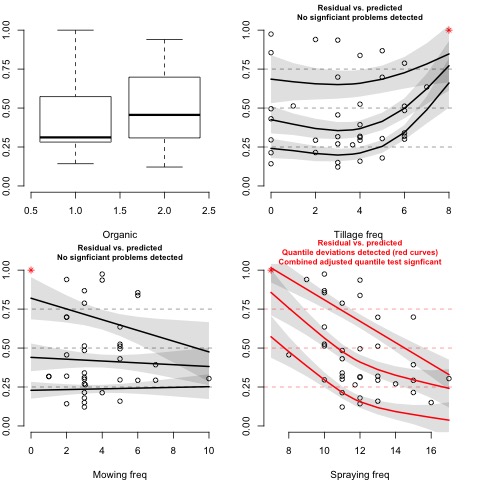 Residual vs. predicted
No signficiant problems detected
0.00 0.25 0.50 0.75 1.00
0.00 0.25 0.50 0.75 1.00
0.5 1.0 1.5 2.0 2.5
0 2 4 6 8
Organic
Tillage freq
Residual vs. predicted
No signficiant problems detected
Residual vs. predicted
Quantile deviations detected (red curves)
Combined adjusted quantile test signficant
0.00 0.25 0.50 0.75 1.00
0.00 0.25 0.50 0.75 1.00
0 2 4 6 8 10
8 10 12 14 16
Mowing freq
Spraying freq